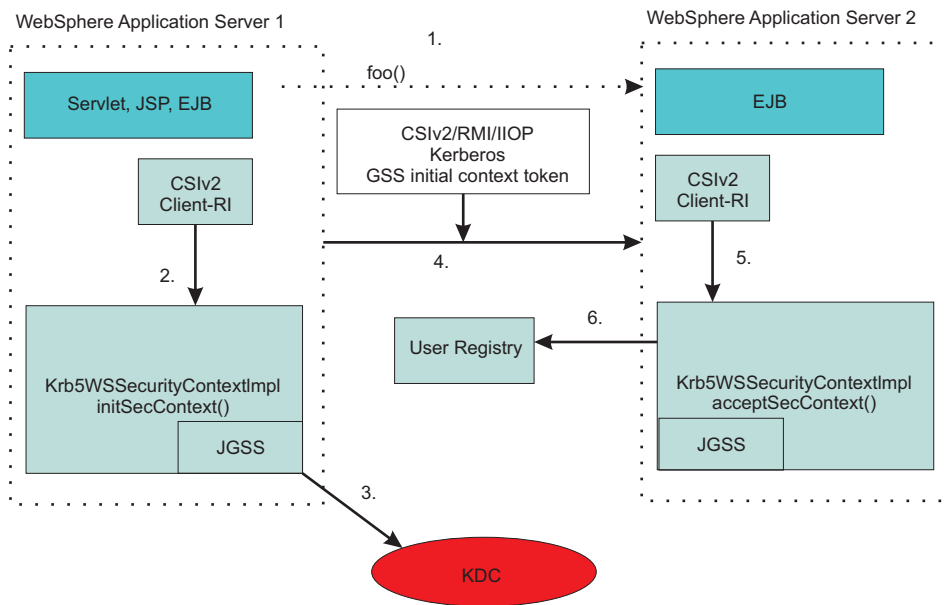 WebSphere Application Server 1
WebSphere Application Server 2
1.
foo()
Servlet, JSP, EJB
EJB
CSIv2/RMI/IIOP
Kerberos
GSS initial context token
CSIv2
Client-RI
CSIv2
Client-RI
2.
4.
5.
6.
User Registry
Krb5WSSecurityContextImpl
initSecContext()
JGSS
Krb5WSSecurityContextImpl
acceptSecContext()
JGSS
3.
KDC